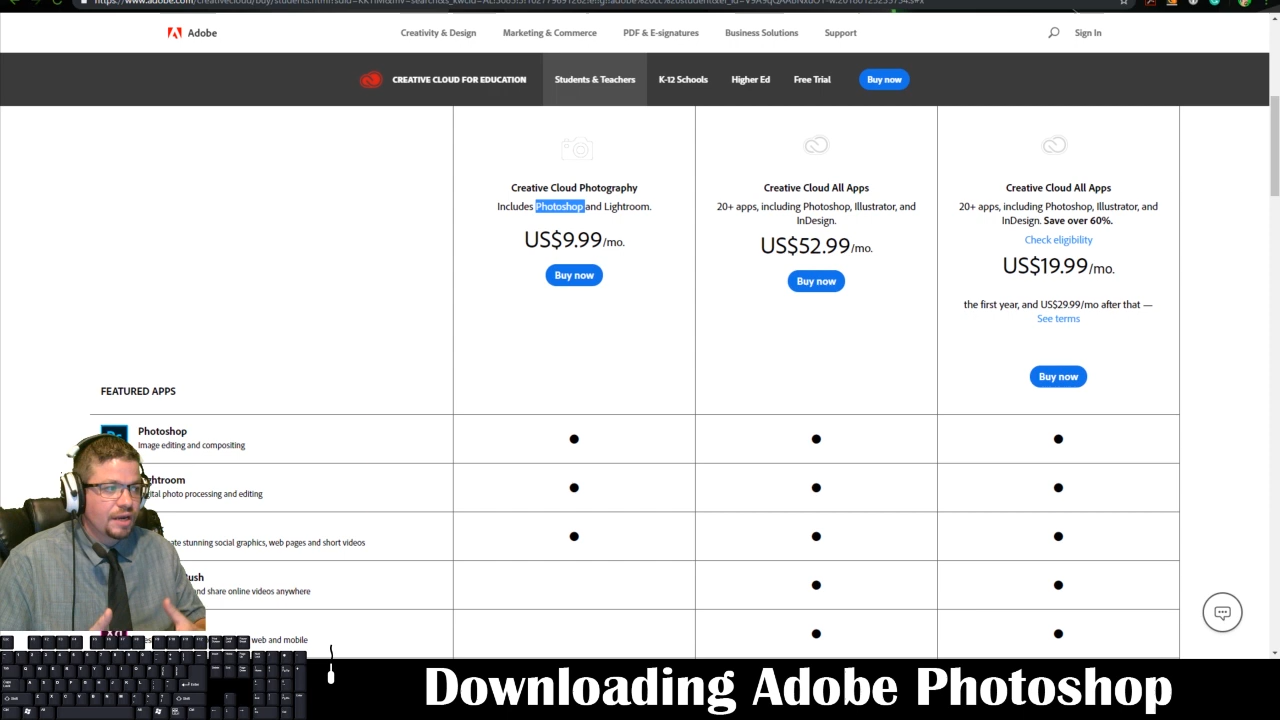 Adobe
Creativity & Design
Marketing & Commerce
PDF & E-signatures
Business Solutions
Support
Sign In
CREATIVE CLOUD FOR EDUCATION
Students & Teachers
K-12 Schools
Higher Ed
Free Trial
Buy now
Creative Cloud Photography
Includes Photoshop and Lightroom.
US$9.99/mo.
Buy now
Creative Cloud All Apps
20+ apps, including Photoshop, Illustrator, and
InDesign.
US$52.99/mo.
Buy now
Creative Cloud All Apps
20+ apps, including Photoshop, Illustrator, and
InDesign. Save over 60%.
Check eligibility
US$19.99/mo.
the first year, and US$29.99/mo after that —
See terms
Buy now
FEATURED APPS
Photoshop
Image editing and compositing
photo processing and editing
stunning social graphics, web pages and short videos
and share online videos anywhere
web and mobile
Downloading Adobe Photoshop